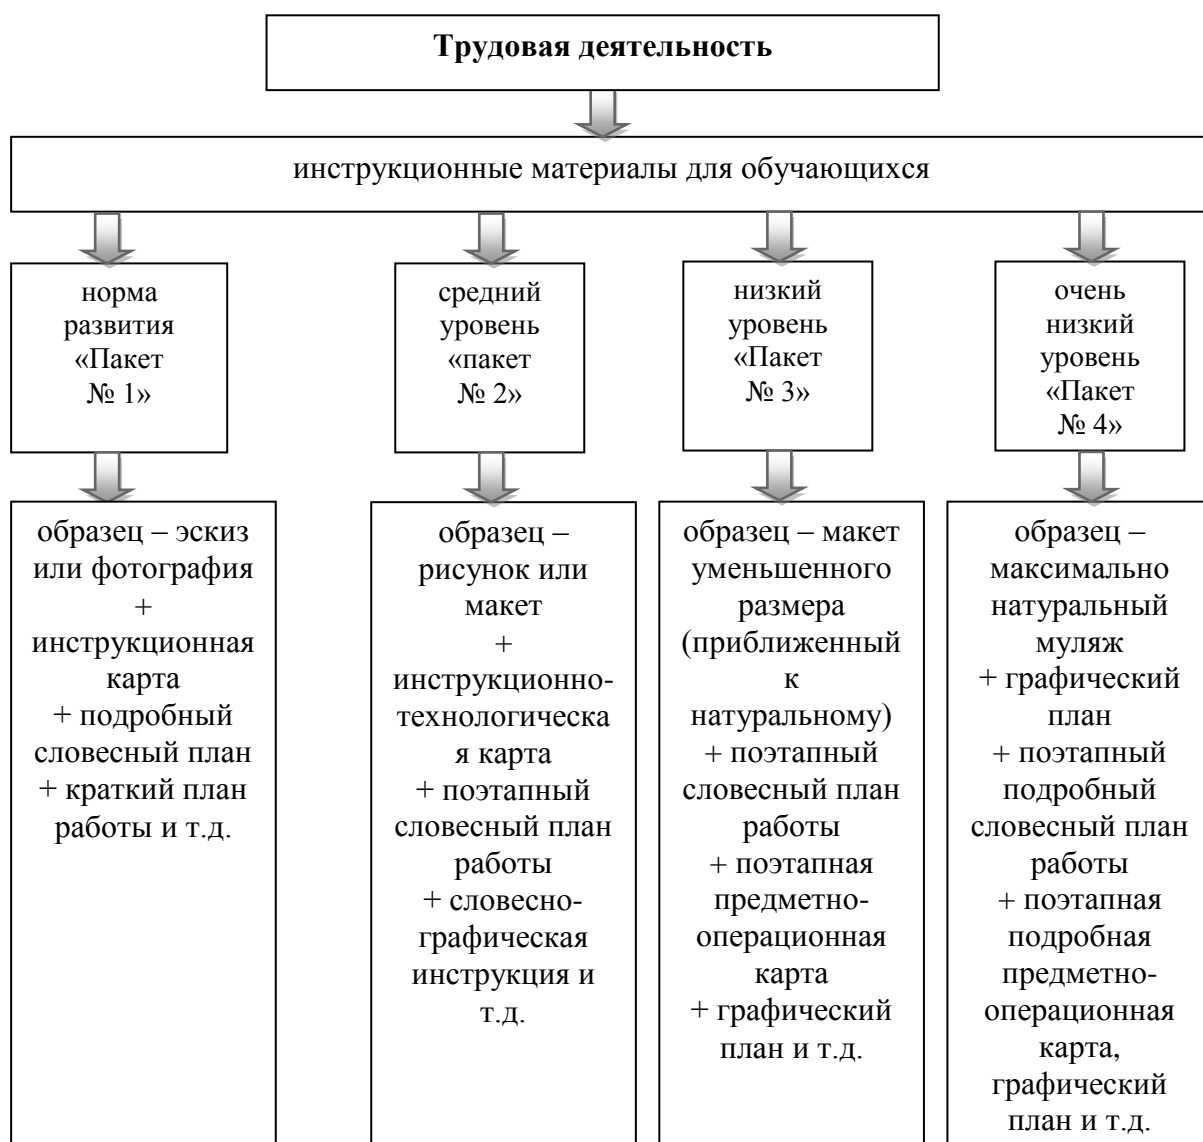 Трудовая деятельность
инструкционные материалы для обучающихся
норма
развития
«Пакет
№ 1»
средний
уровень
«пакет
№ 2»
низкий
уровень
«Пакет
№ 3»
очень
низкий
уровень
«Пакет
№ 4»
образец – эскиз
или фотография
+
инструкционная
карта
+ подробный
словесный план
+ краткий план
работы и т.д.
образец –
рисунок или
макет
+
инструкционно-
технологическа
я карта
+ поэтапный
словесный план
работы
+ словесно-
графическая
инструкция и
т.д.
образец – макет
уменьшенного
размера
(приближенный
к
натуральному)
+ поэтапный
словесный план
работы
+ поэтапная
предметно-
операционная
карта
+ графический
план и т.д.
образец –
максимально
натуральный
муляж
+ графический
план
+ поэтапный
подробный
словесный план
работы
+ поэтапная
подробная
предметно-
операционная
карта,
графический
план и т.д.